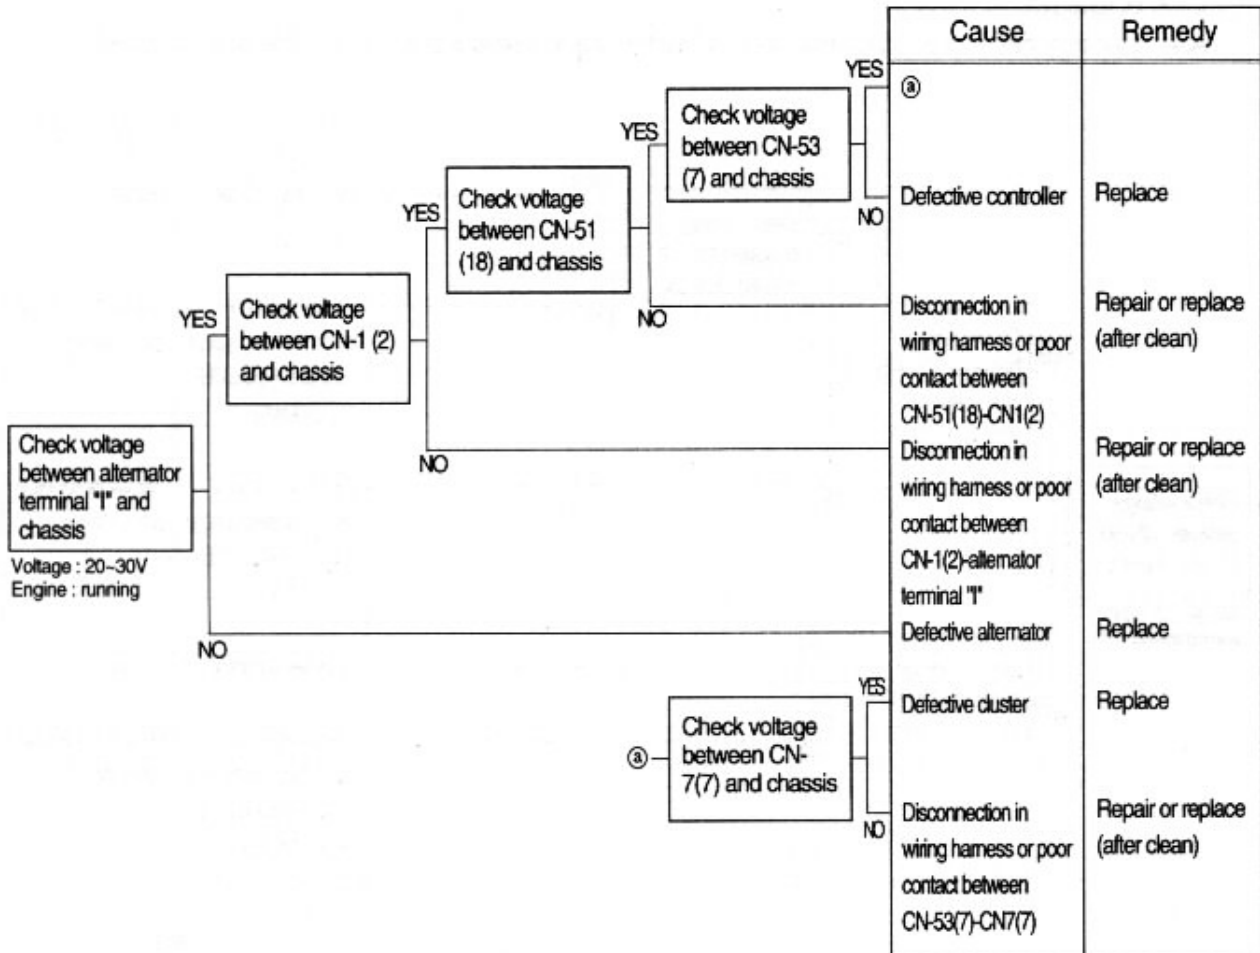 Cause
Remedy
YES
ⓐ
Check voltage
between CN-53
(7) and chassis
YES
NO
Defective controller
Replace
Check voltage
between CN-51
(18) and chassis
YES
NO
Disconnection in
wiring harness or poor
contact between
CN-51(18)-CN1(2)
Repair or replace
(after clean)
Check voltage
between CN-1 (2)
and chassis
YES
NO
Disconnection in
wiring harness or poor
contact between
CN-1(2)-alternator
terminal "I"
Repair or replace
(after clean)
Check voltage
between alternator
terminal "I" and
chassis
Voltage : 20~30V
Engine : running
NO
Defective alternator
Replace
YES
Defective cluster
Replace
ⓐ
Check voltage
between CN-
7(7) and chassis
NO
Disconnection in
wiring harness or poor
contact between
CN-53(7)-CN7(7)
Repair or replace
(after clean)